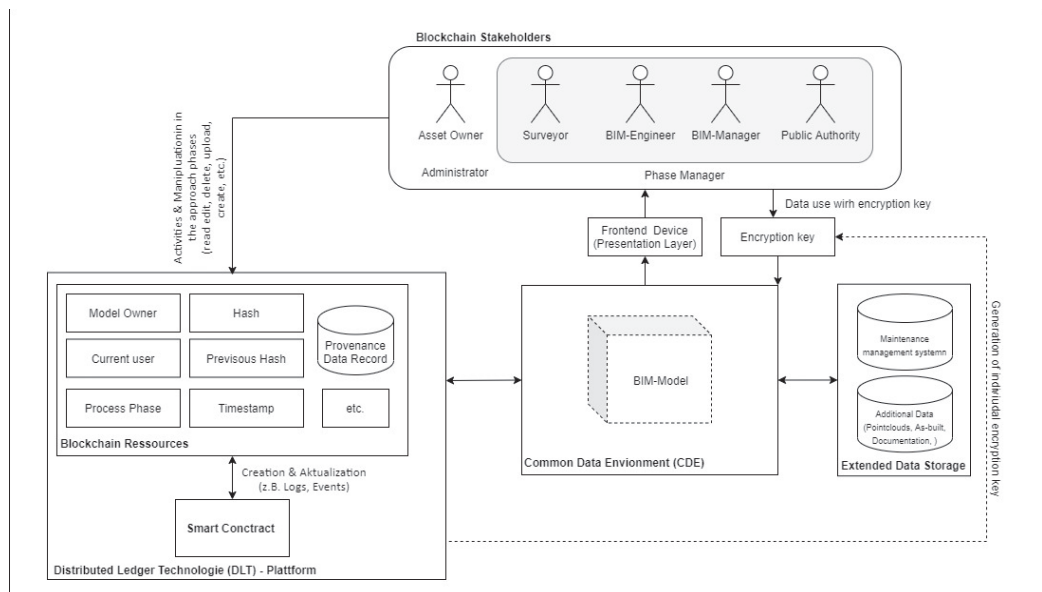 Blockchain Stakeholders
Asset Owner
Surveyor
BIM-Engineer
BIM-Manager
Public Authority
Administrator
Phase Manager
Activities & Manipluationin in
the approach phases
(read edit, delete, upload,
create, etc.)
Frontend Device
(Presentation Layer)
Data use wirh encryption key
Encryption key
Model Owner
Hash
Provenance
Data Record
Current user
Previsous Hash
Process Phase
Timestamp
etc.
Blockchain Ressources
Creation & Aktualization
(z.B. Logs, Events)
Smart Conctract
Distributed Ledger Technologie (DLT) - Plattform
BIM-Model
Common Data Envionment (CDE)
Maintenance
management systemn
Additional Data
(Pointclouds, As-built,
Documentation, )
Extended Data Storage
Generation of indiviudal encryption key